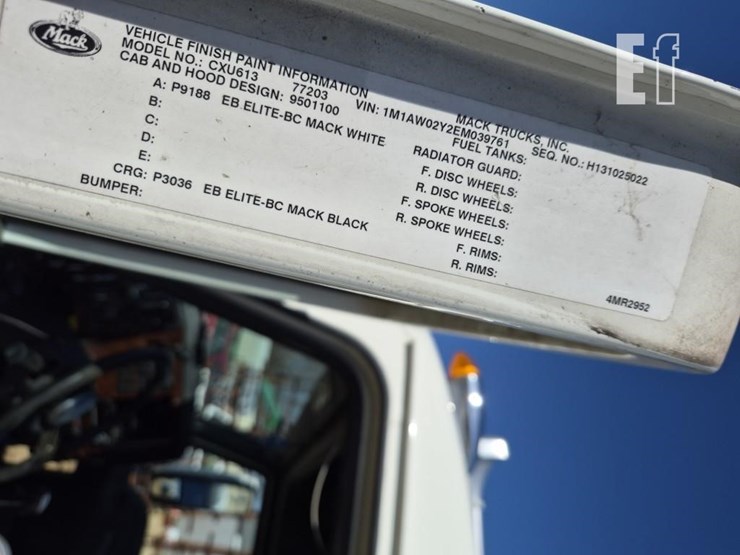 Mack
VEHICLE FINISH PAINT INFORMATION
MACK TRUCKS, INC.
MODEL NO.: CXU613 77203 VIN: 1M1AW02Y2EM039761 SEQ. NO.: H131025022
CAB AND HOOD DESIGN: 9501100
FUEL TANKS:
A: P9188 EB ELITE-BC MACK WHITE
RADIATOR GUARD:
B:
F. DISC WHEELS:
C:
R. DISC WHEELS:
D:
F. SPOKE WHEELS:
E:
R. SPOKE WHEELS:
CRG: P3036 EB ELITE-BC MACK BLACK
F. RIMS:
BUMPER:
R. RIMS:
4MR2952
Ef